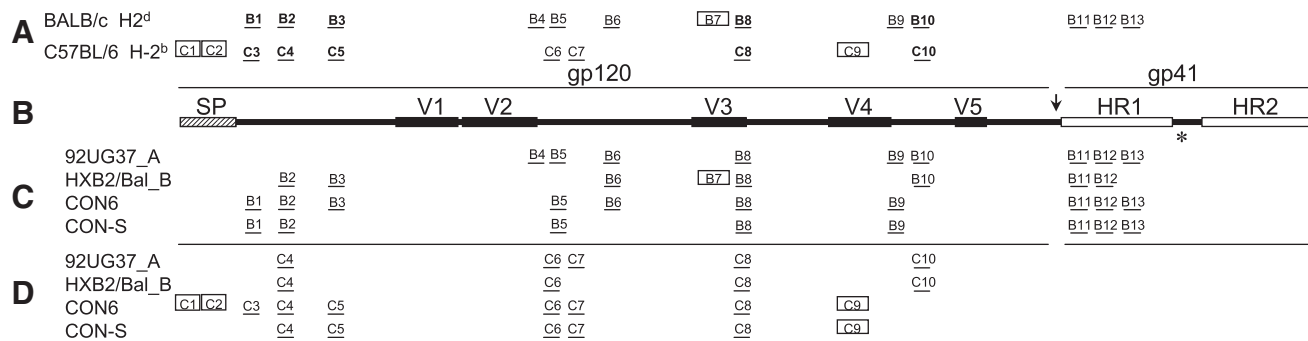 A
BALB/c H2d B1 B2 B3 B4 B5 B6 B7 B8 B9 B10 B11 B12 B13
C57BL/6 H-2b C1 C2 C3 C4 C5 C6 C7 C8 C9 C10
gp120 gp41
B SP V1 V2 V3 V4 V5 HR1 HR2
*
C
92UG37_A B4 B5 B6 B8 B9 B10 B11 B12 B13
HXB2/Bal_B B2 B3 B6 B7 B8 B10 B11 B12
CON6 B1 B2 B3 B5 B6 B8 B9 B11 B12 B13
CON-S B1 B2 B5 B8 B9 B11 B12 B13
D
92UG37_A C4 C6 C7 C8 C10
HXB2/Bal_B C4 C6 C8 C10
CON6 C1 C2 C3 C4 C5 C6 C7 C8 C9
CON-S C4 C5 C6 C7 C8 C9